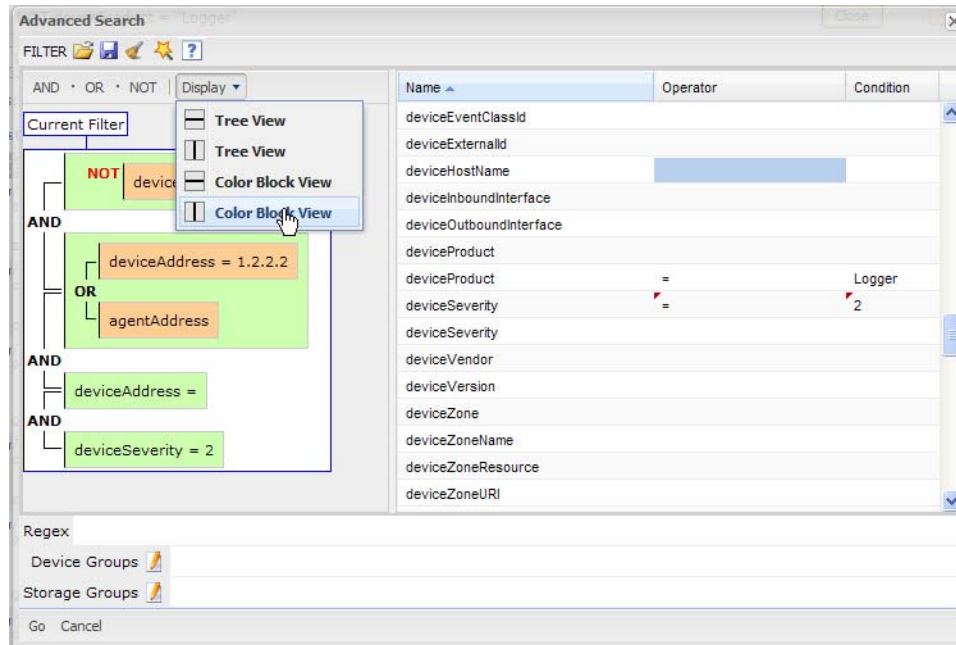 Advanced Search
= "Logger"
Close
FILTER
AND · OR · NOT | Display
Current Filter
Tree View
Tree View
Color Block View
Color Block View
NOT
device
AND
deviceAddress = 1.2.2.2
OR
agentAddress
AND
deviceAddress =
AND
deviceSeverity = 2
Name Operator Condition
deviceEventClassId
deviceExternalId
deviceHostName
deviceInboundInterface
deviceOutboundInterface
deviceProduct
deviceProduct = Logger
deviceSeverity = 2
deviceSeverity
deviceVendor
deviceVersion
deviceZone
deviceZoneName
deviceZoneResource
deviceZoneURI
Regex
Device Groups
Storage Groups
Go Cancel